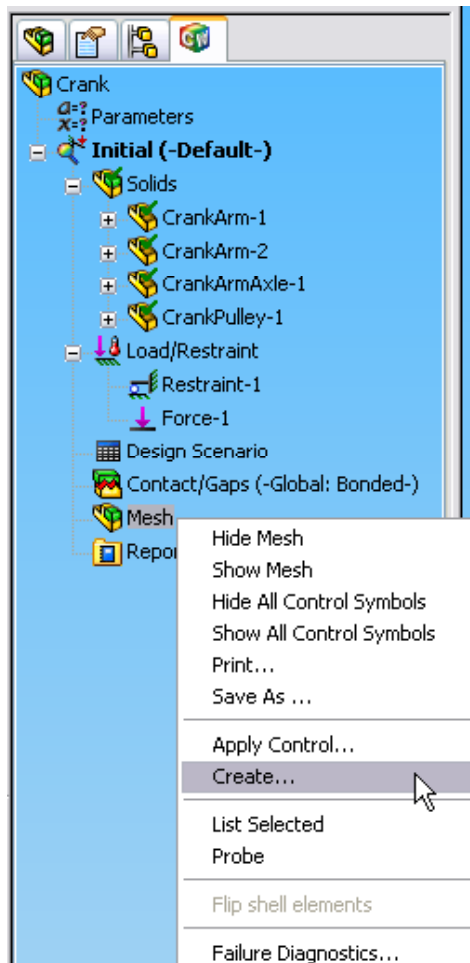 Crank
a=?
x=? Parameters
Initial (-Default-)
Solids
CrankArm-1
CrankArm-2
CrankArmAxle-1
CrankPulley-1
Load/Restraint
Restraint-1
Force-1
Design Scenario
Contact/Gaps (-Global: Bonded-)
Mesh
Repo
Hide Mesh
Show Mesh
Hide All Control Symbols
Show All Control Symbols
Print...
Save As ...
Apply Control...
Create...
List Selected
Probe
Flip shell elements
Failure Diagnostics...